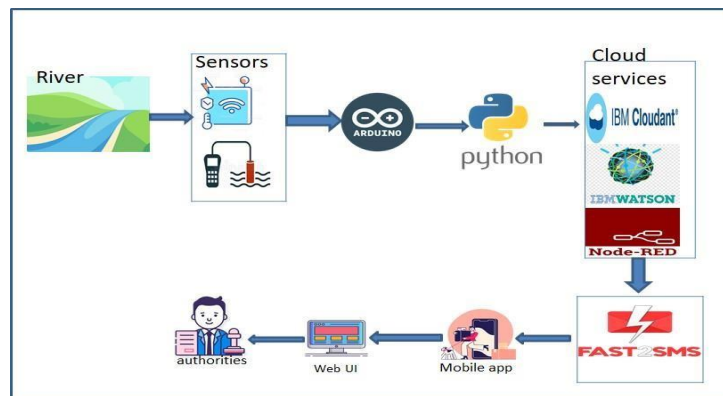 River
Sensors
ARDUINO
python
Cloud
services
IBM Cloudant®
IBMWATSON
Node-RED
FAST2SMS
Mobile app
Web UI
authorities